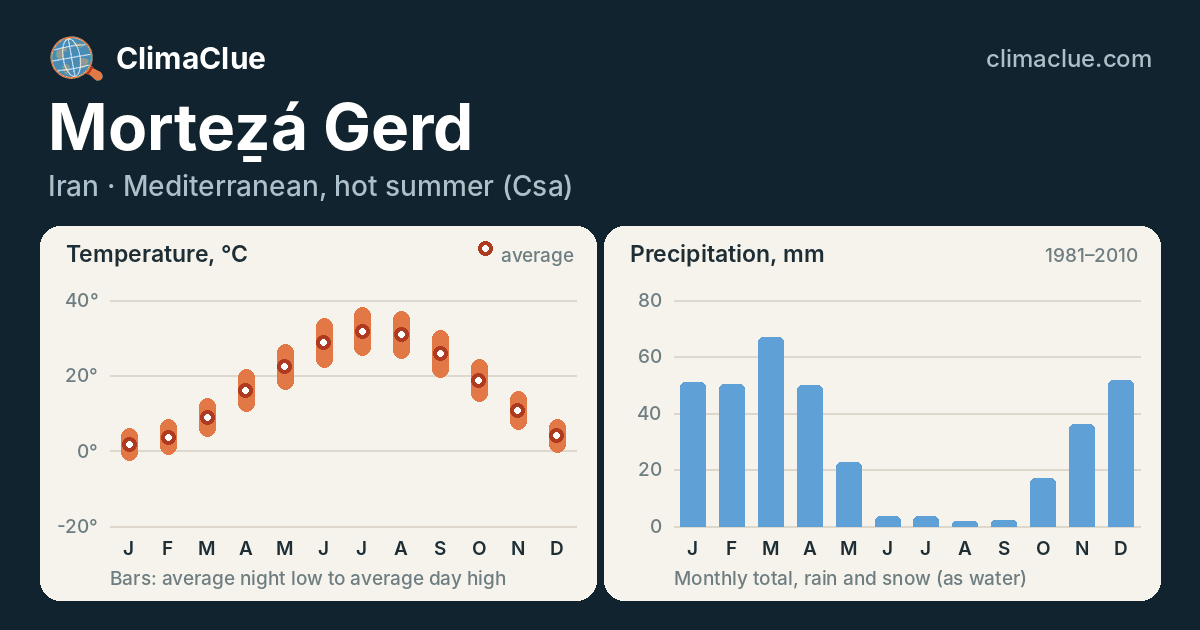 ClimaClue
climaclue.com
Morteẕá Gerd
Iran · Mediterranean, hot summer (Csa)
Temperature, °C
average
40°
20°
0°
-20°
J F M A M J J A S O N D
Bars: average night low to average day high
Precipitation, mm
1981–2010
80
60
40
20
0
J F M A M J J A S O N D
Monthly total, rain and snow (as water)